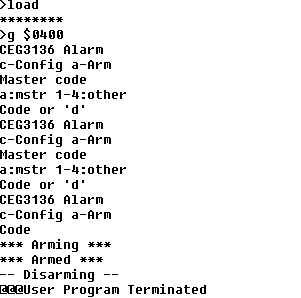 >load
********
>g $0400
CEG3136 Alarm
c-Config a-Arm
Master code
a:mstr 1-4:other
Code or 'd'
CEG3136 Alarm
c-Config a-Arm
Master code
a:mstr 1-4:other
Code or 'd'
CEG3136 Alarm
c-Config a-Arm
Code
*** Arming ***
*** Armed ***
-- Disarming --
User Program Terminated